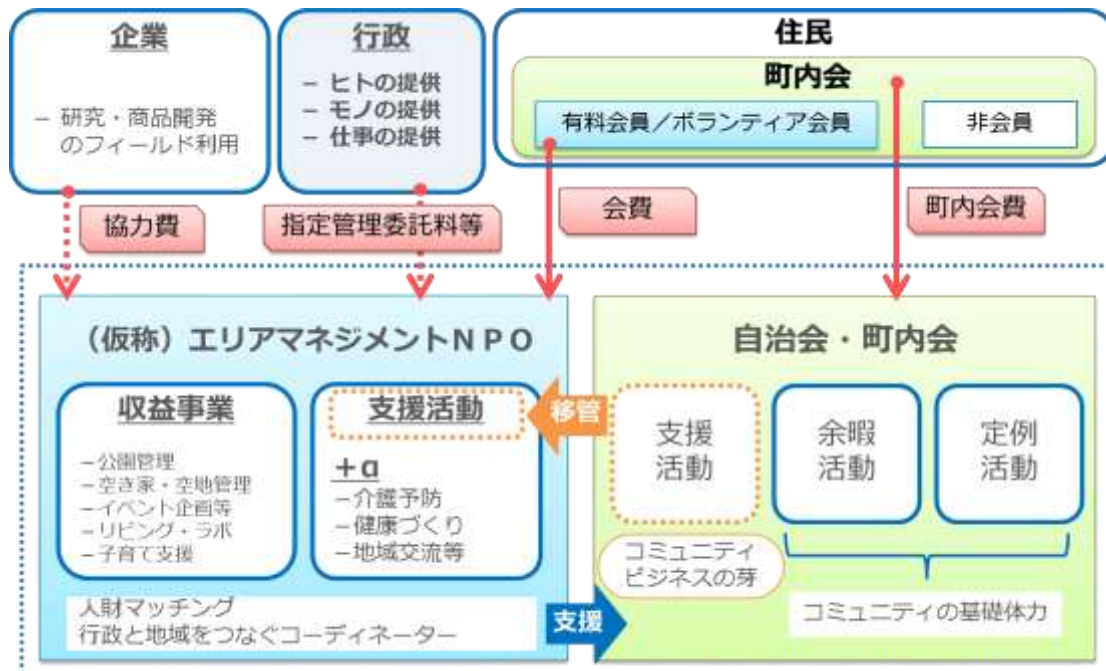 企業
– 研究・商品開発
のフィールド利用
行政
– ヒトの提供
– モノの提供
– 仕事の提供
住民
町内会
有料会員／ボランティア会員
非会員
協力費
指定管理委託料等
会費
町内会費
（仮称）エリアマネジメントＮＰＯ
収益事業
–公園管理
–空き家・空地管理
–イベント企画等
–リビング・ラボ
–子育て支援
支援活動
＋α
–介護予防
–健康づくり
–地域交流等
人財マッチング
行政と地域をつなぐコーディネーター
移管
支援
自治会・町内会
支援
活動
余暇
活動
定例
活動
コミュニティ
ビジネスの芽
コミュニティの基礎体力